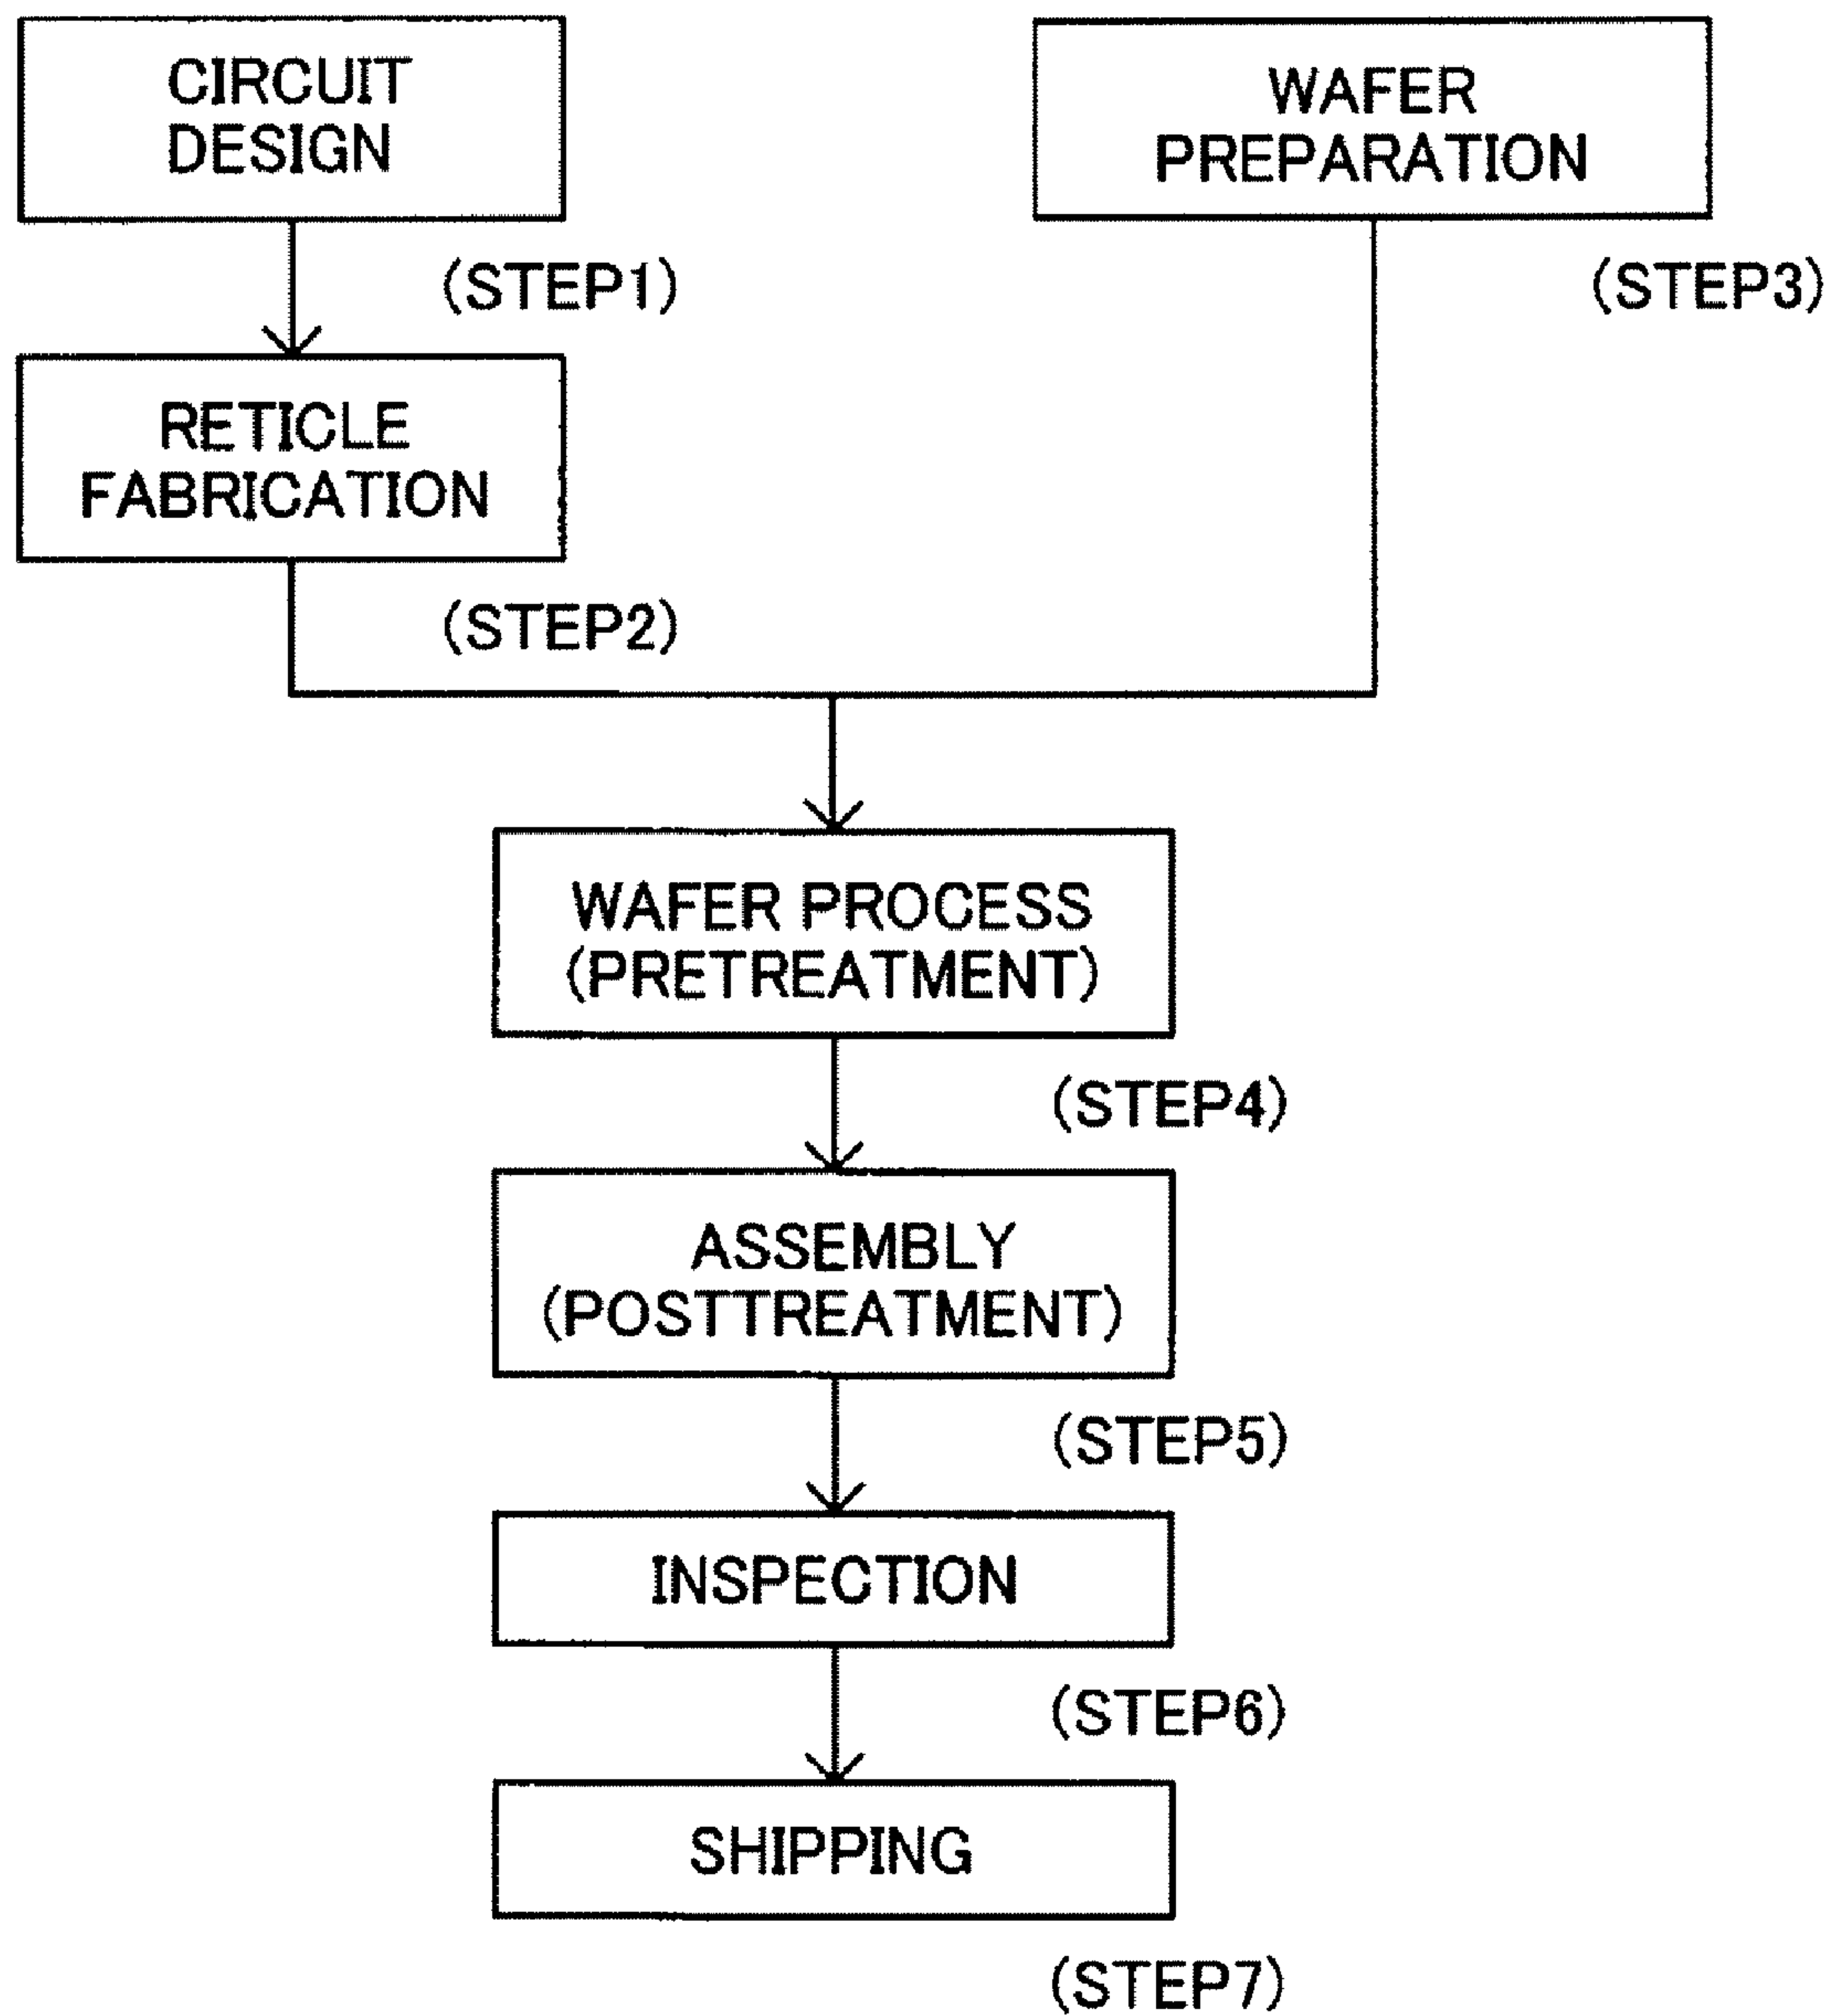 CIRCUIT
DESIGN
(STEP1)
RETICLE
FABRICATION
(STEP2)
WAFER
PREPARATION
(STEP3)
WAFER PROCESS
(PRETREATMENT)
(STEP4)
ASSEMBLY
(POSTTREATMENT)
(STEP5)
INSPECTION
(STEP6)
SHIPPING
(STEP7)